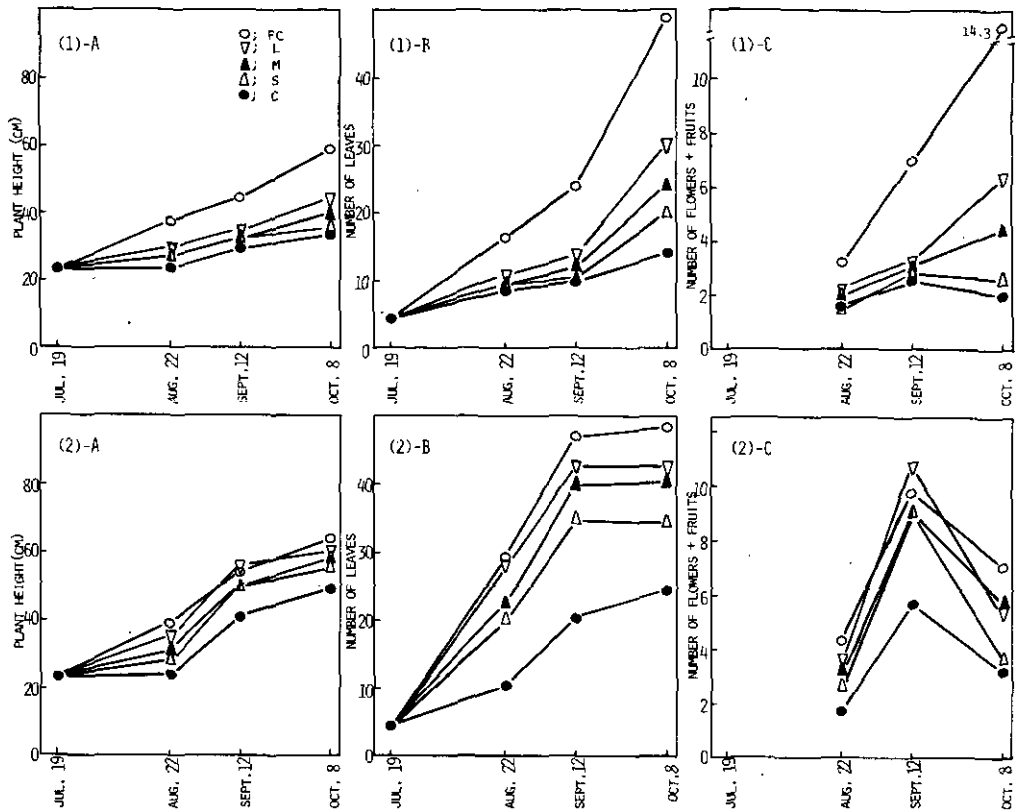 (1)-A
○; FC
▽; L
▲; M
△; S
●; C
PLANT HEIGHT (CM)
80
60
40
20
0
JUL. 19
AUG. 22
SEPT. 12
OCT. 8
(1)-B
NUMBER OF LEAVES
40
30
20
10
0
JUL. 19
AUG. 22
SEPT. 12
OCT. 8
(1)-C
14.3
NUMBER OF FLOWERS + FRUITS
10
8
6
4
2
0
JUL. 19
AUG. 22
SEPT. 12
OCT. 8
(2)-A
PLANT HEIGHT (CM)
80
60
40
20
0
JUL. 19
AUG. 22
SEPT. 12
OCT. 8
(2)-B
NUMBER OF LEAVES
40
30
20
10
0
JUL. 19
AUG. 22
SEPT. 12
OCT. 8
(2)-C
NUMBER OF FLOWERS + FRUITS
10
8
6
4
2
0
JUL. 19
AUG. 22
SEPT. 12
OCT. 8